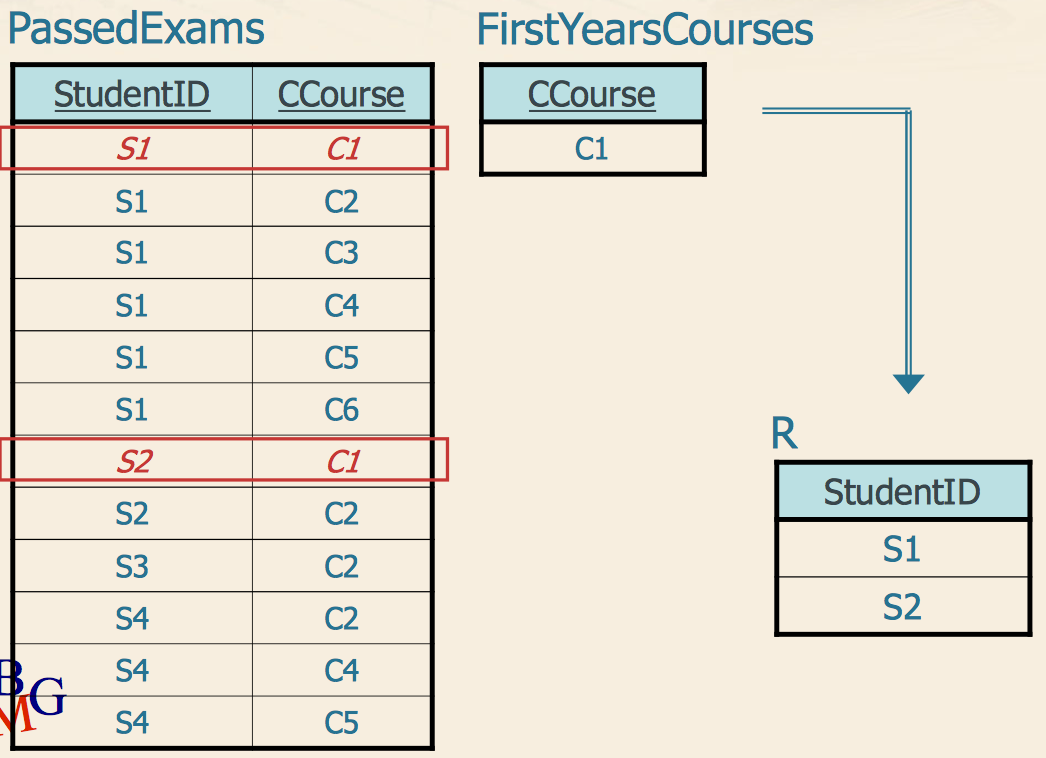 PassedExams
StudentID CCourse
S1 C1
S1 C2
S1 C3
S1 C4
S1 C5
S1 C6
S2 C1
S2 C2
S3 C2
S4 C2
S4 C4
S4 C5
FirstYearsCourses
CCourse
C1
R
StudentID
S1
S2
B
M G